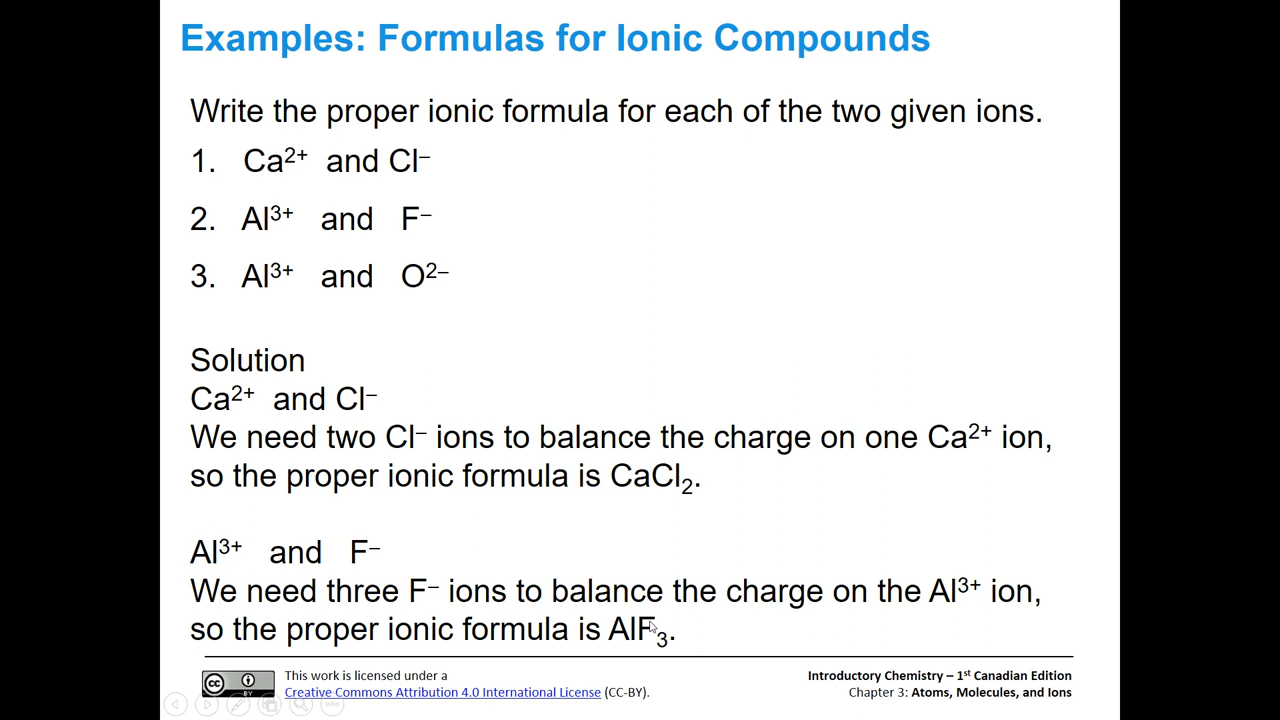 Examples: Formulas for Ionic Compounds
Write the proper ionic formula for each of the two given ions.
1. Ca²⁺ and Cl⁻
2. Al³⁺ and F⁻
3. Al³⁺ and O²⁻
Solution
Ca²⁺ and Cl⁻
We need two Cl⁻ ions to balance the charge on one Ca²⁺ ion,
so the proper ionic formula is CaCl₂.
Al³⁺ and F⁻
We need three F⁻ ions to balance the charge on the Al³⁺ ion,
so the proper ionic formula is AlF₃.
cc BY
This work is licensed under a
Creative Commons Attribution 4.0 International License (CC-BY).
Introductory Chemistry – 1ˢᵗ Canadian Edition
Chapter 3: Atoms, Molecules, and Ions